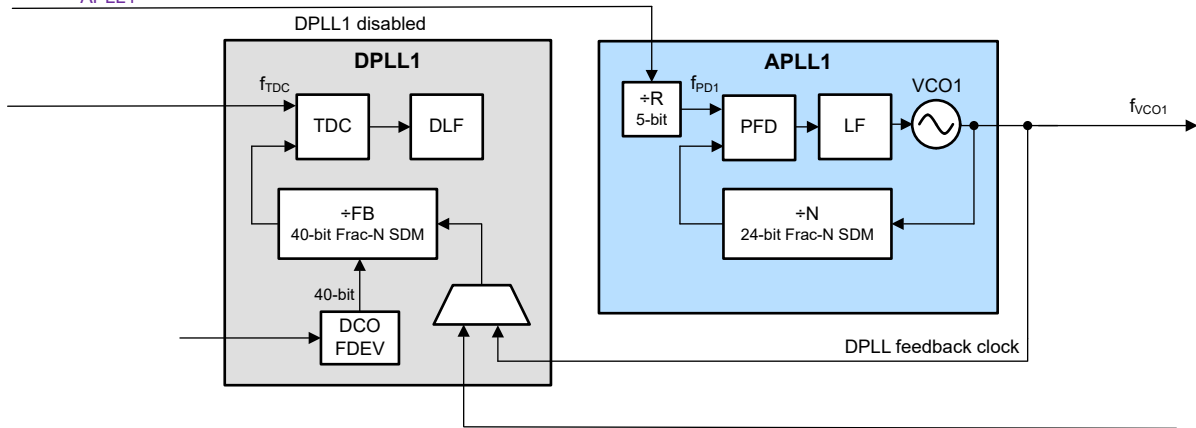 APLL1
DPLL1 disabled
DPLL1
APLL1
fTDC
TDC
DLF
÷R
5-bit
fPD1
PFD
LF
VCO1
fVCO1
÷FB
40-bit Frac-N SDM
÷N
24-bit Frac-N SDM
40-bit
DCO
FDEV
DPLL feedback clock